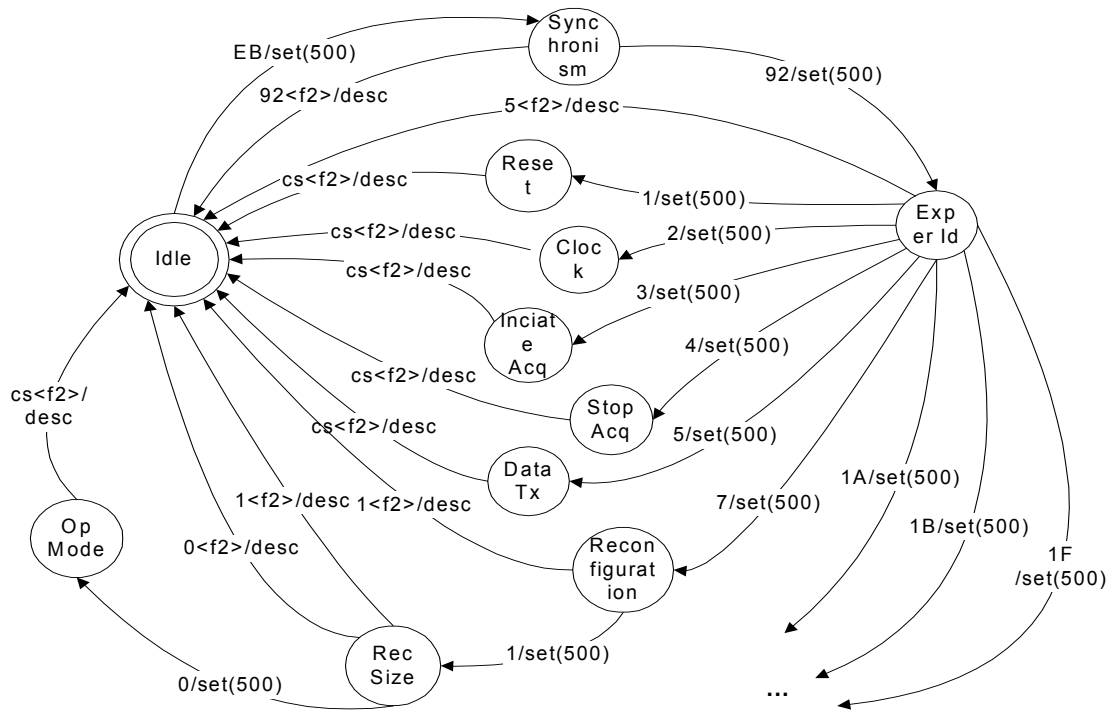 Sync
hroni
sm
EB/set(500)
92/set(500)
92<f2>/desc
5<f2>/desc
Rese
t
cs<f2>/desc
1/set(500)
Exp
er Id
Idle
cs<f2>/desc
Cloc
k
2/set(500)
cs<f2>/desc
3/set(500)
Inciat
e
Acq
4/set(500)
cs<f2>/desc
Stop
Acq
cs<f2>/
desc
cs<f2>/desc
5/set(500)
Data
Tx
1A/set(500)
1<f2>/desc
1<f2>/desc
7/set(500)
Op
Mode
1B/set(500)
0<f2>/desc
Recon
figurat
ion
1F
/set(500)
Rec
Size
1/set(500)
0/set(500)
...